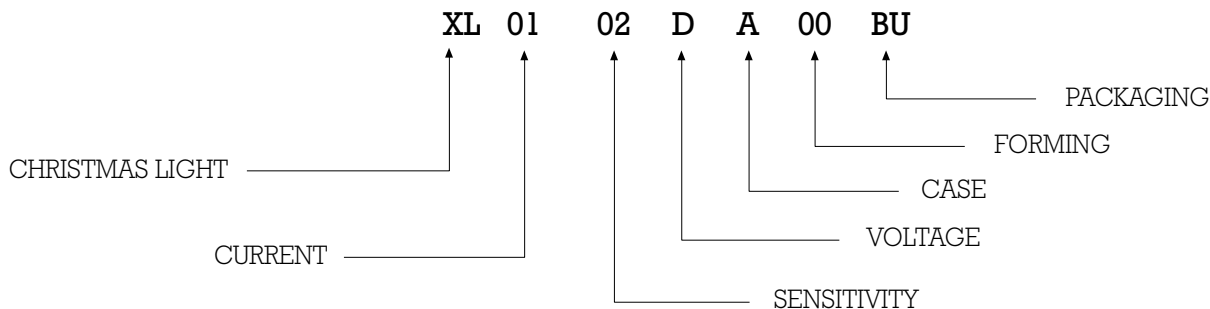 XL 01 02 D A 00 BU
PACKAGING
FORMING
CHRISTMAS LIGHT
CASE
VOLTAGE
CURRENT
SENSITIVITY